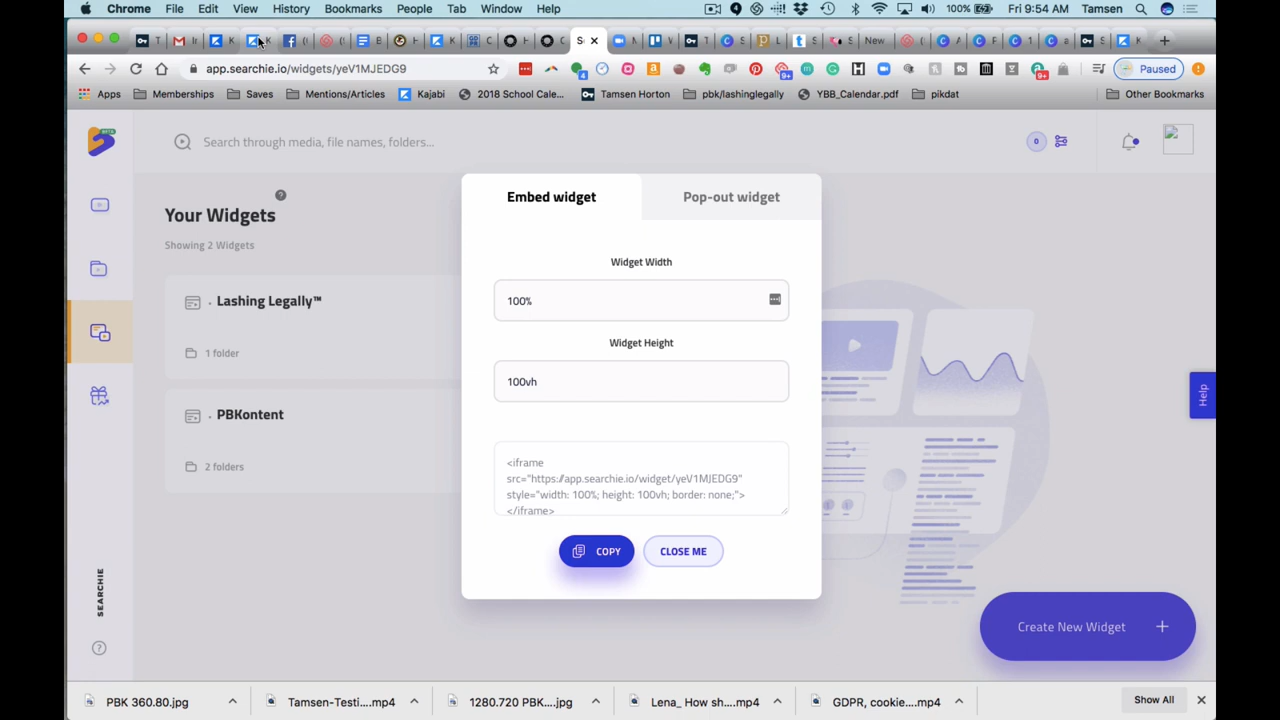 Chrome File Edit View History Bookmarks People Tab Window Help 100% Fri 9:54 AM Tamsen
New
app.searchie.io/widgets/yeV1MJEDG9 Paused
Apps Memberships Saves Mentions/Articles Kajabi 2018 School Cale... Tamsen Horton pbk/lashinglegally YBB_Calendar.pdf pikdat Other Bookmarks
BETA
Search through media, file names, folders...
0
Your Widgets
Showing 2 Widgets
Lashing Legally™
1 folder
PBKontent
2 folders
Embed widget
Pop-out widget
Widget Width
100%
Widget Height
100vh
<iframe
src="https://app.searchie.io/widget/yeV1MJEDG9"
style="width: 100%; height: 100vh; border: none;">
</iframe>
COPY
CLOSE ME
Help
SEARCHIE
Create New Widget +
PBK 360.80.jpg Tamsen-Testi....mp4 1280.720 PBK....jpg Lena_ How sh....mp4 GDPR, cookie....mp4 Show All